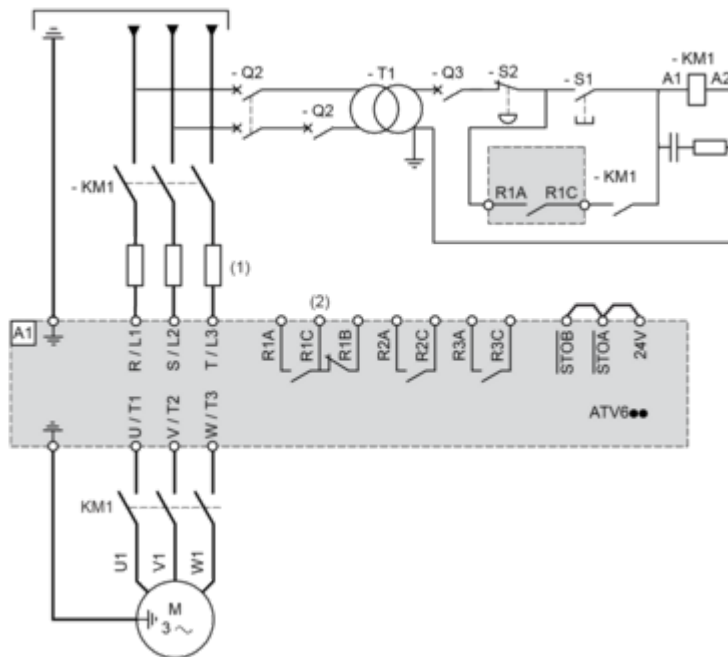 - Q2
- T1
- Q3
- S2
- S1
- KM1
A1
A2
- Q2
- KM1
R1A
R1C
- KM1
(1)
(2)
A1
R / L1
S / L2
T / L3
R1A
R1C
R1B
R2A
R2C
R3A
R3C
STOB
STOA
24V
U / T1
V / T2
W / T3
ATV6●●
KM1
U1
V1
W1
M
3 ~